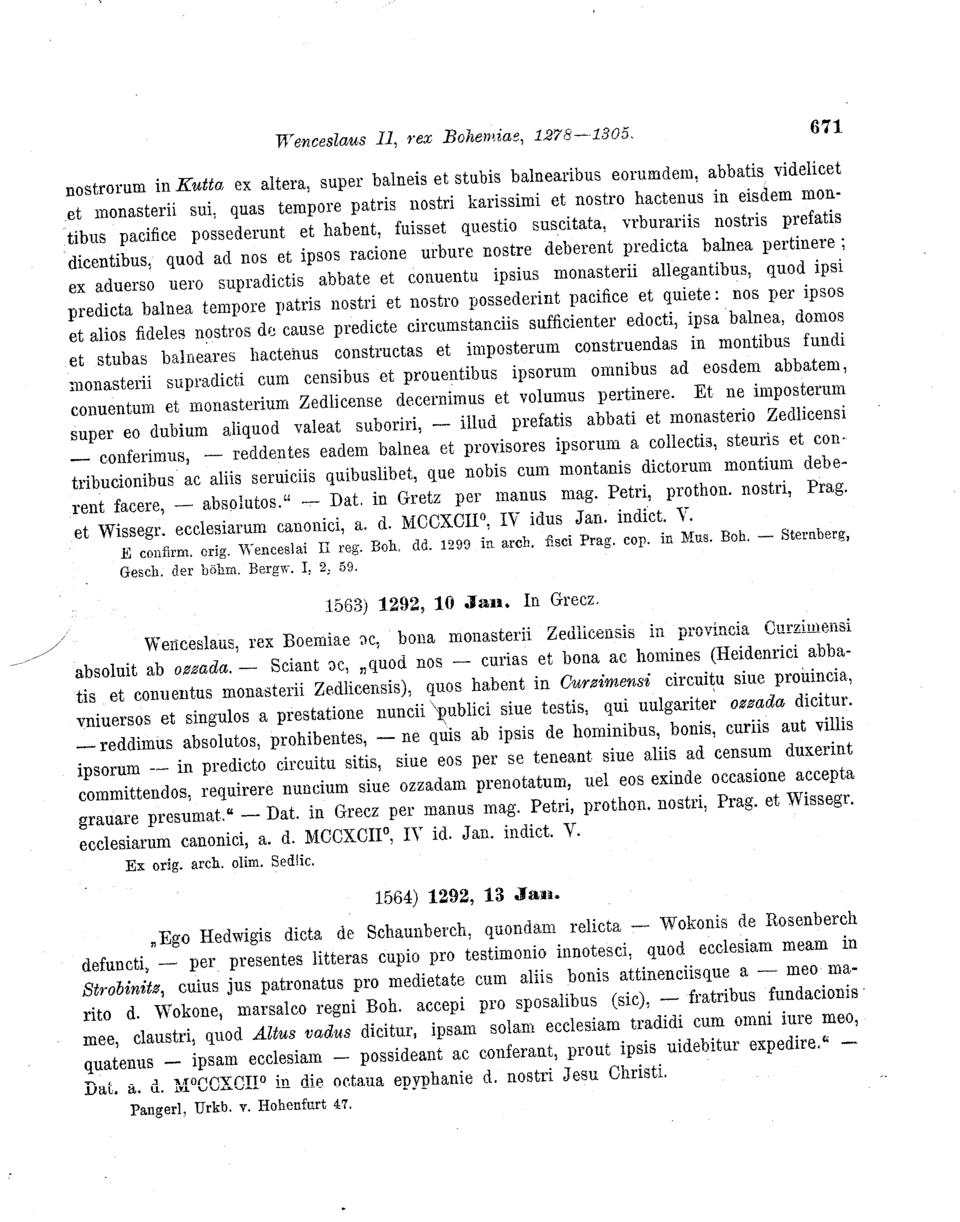 Wenceslaus II, rex Bohemiae, 1278—1305. 671
nostrorum in Kutta ex altera, super balneis et stubis balnearibus eorumdem, abbatis videlicet
et monasterii sui, quas tempore patris nostri karissimi et nostro hactenus in eisdem mon-
tibus pacifice possederunt et habent, fuisset questio suscitata, vrburariis nostris prefatis
dicentibus, quod ad nos et ipsos racione urbure nostre deberent predicta balnea pertinere;
ex aduerso uero supradictis abbate et conuentu ipsius monasterii allegantibus, quod ipsi
predicta balnea tempore patris nostri et nostro possederint pacifice et quiete: nos per ipsos
et alios fideles nostros de cause predicte circumstanciis sufficienter edocti, ipsa balnea, domos
et stubas balneares hactenus constructas et imposterum construendas in montibus fundi
monasterii supradicti cum censibus et prouentibus ipsorum omnibus ad eosdem abbatem,
conuentum et monasterium Zedlicense decernimus et volumus pertinere. Et ne imposterum
super eo dubium aliquod valeat suboriri, — illud prefatis abbati et monasterio Zedlicensi
— conferimus, — reddentes eadem balnea et provisores ipsorum a collectis, steuris et con-
tribucionibus ac aliis seruiciis quibuslibet, que nobis cum montanis dictorum montium debe-
rent facere, — absolutos.“ — Dat. in Gretz per manus mag. Petri, prothon. nostri, Prag.
et Wissegr. ecclesiarum canonici, a. d. MCCXCIIº, IV idus Jan. indict. V.
E confirm. orig. Wenceslai II reg. Boh. dd. 1299 in arch. fisci Prag. cop. in Mus. Boh. — Sternberg,
Gesch. der böhm. Bergw. I, 2, 59.
1563) 1292, 10 Jan. In Grecz.
Wenceslaus, rex Boemiae ɔc, bona monasterii Zedlicensis in provincia Curzimensi
absoluit ab ozzada. — Sciant ɔc, „quod nos — curias et bona ac homines (Heidenrici abba-
tis et conuentus monasterii Zedlicensis), quos habent in Curzimensi circuitu siue prouincia,
vniuersos et singulos a prestatione nuncii publici siue testis, qui uulgariter ozzada dicitur.
— reddimus absolutos, prohibentes, — ne quis ab ipsis de hominibus, bonis, curiis aut villis
ipsorum — in predicto circuitu sitis, siue eos per se teneant siue aliis ad censum duxerint
committendos, requirere nuncium siue ozzadam prenotatum, uel eos exinde occasione accepta
grauare presumat.“ — Dat. in Grecz per manus mag. Petri, prothon. nostri, Prag. et Wissegr.
ecclesiarum canonici, a. d. MCCXCIIº, IV id. Jan. indict. V.
Ex orig. arch. olim. Sedlic.
1564) 1292, 13 Jan.
„Ego Hedwigis dicta de Schaunberch, quondam relicta — Wokonis de Rosenberch
defuncti, — per presentes litteras cupio pro testimonio innotesci, quod ecclesiam meam in
Strobinitz, cuius jus patronatus pro medietate cum aliis bonis attinenciisque a — meo ma-
rito d. Wokone, marsalco regni Boh. accepi pro sposalibus (sic), — fratribus fundacionis
mee, claustri, quod Altus vadus dicitur, ipsam solam ecclesiam tradidi cum omni iure meo,
quatenus — ipsam ecclesiam — possideant ac conferant, prout ipsis uidebitur expedire.“ —
Dat. a. d. MºCCXCIIº in die octaua epyphanie d. nostri Jesu Christi.
Pangerl, Urkb. v. Hohenfurt 47.